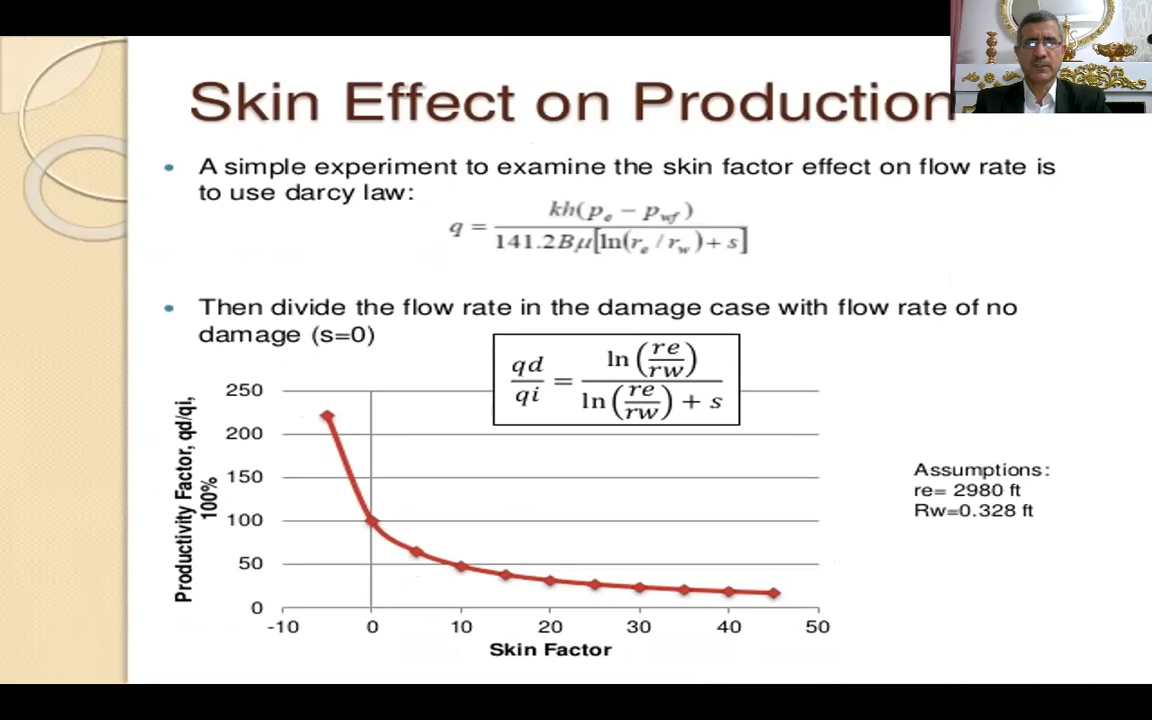 Skin Effect on Production
• A simple experiment to examine the skin factor effect on flow rate is
to use darcy law:
q = kh(p_e − p_wf) / 141.2Bμ[ln(r_e / r_w) + s]
• Then divide the flow rate in the damage case with flow rate of no
damage (s=0)
qd/qi = ln(re/rw) / ln(re/rw) + s
Productivity Factor, qd/qi,
100%
250
200
150
100
50
0
-10 0 10 20 30 40 50
Skin Factor
Assumptions:
re= 2980 ft
Rw=0.328 ft